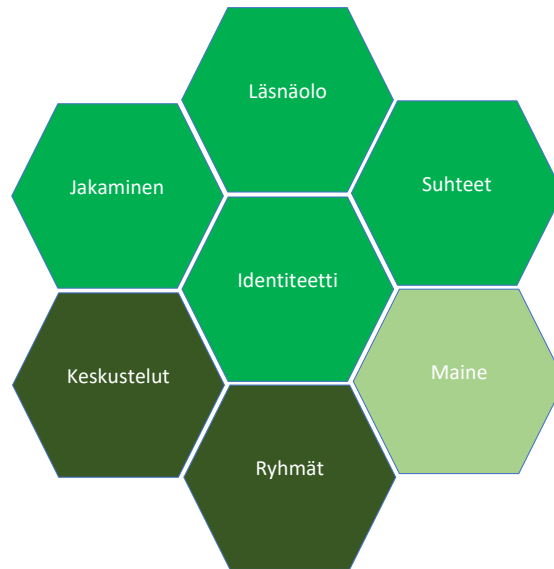 Läsnäolo
Jakaminen
Suhteet
Identiteetti
Keskustelut
Maine
Ryhmät